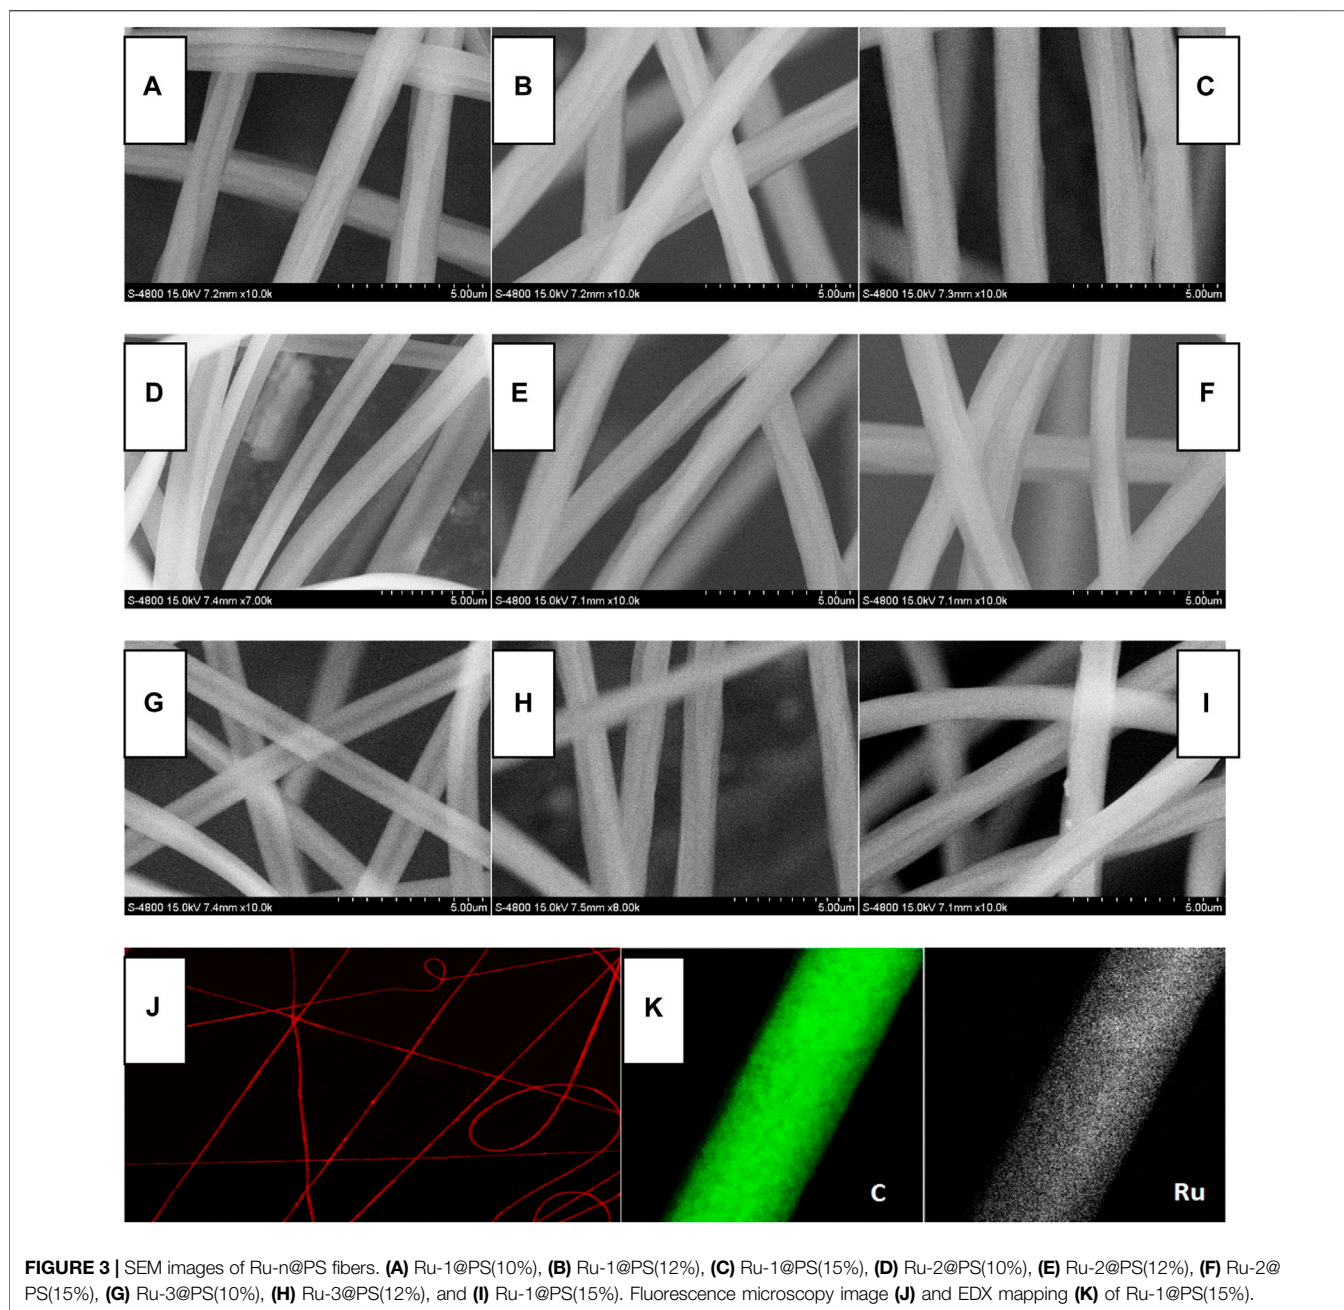 A
B
C
S-4800 15.0kV 7.2mm x10.0k 5.00um
S-4800 15.0kV 7.2mm x10.0k 5.00um
S-4800 15.0kV 7.3mm x10.0k 5.00um
D
E
F
S-4800 15.0kV 7.4mm x7.00k 5.00um
S-4800 15.0kV 7.1mm x10.0k 5.00um
S-4800 15.0kV 7.1mm x10.0k 5.00um
G
H
I
S-4800 15.0kV 7.4mm x10.0k 5.00um
S-4800 15.0kV 7.5mm x8.00k 5.00um
S-4800 15.0kV 7.1mm x10.0k 5.00um
J
K
C
Ru
FIGURE 3 | SEM images of Ru-n@PS fibers. (A) Ru-1@PS(10%), (B) Ru-1@PS(12%), (C) Ru-1@PS(15%), (D) Ru-2@PS(10%), (E) Ru-2@PS(12%), (F) Ru-2@
PS(15%), (G) Ru-3@PS(10%), (H) Ru-3@PS(12%), and (I) Ru-1@PS(15%). Fluorescence microscopy image (J) and EDX mapping (K) of Ru-1@PS(15%).